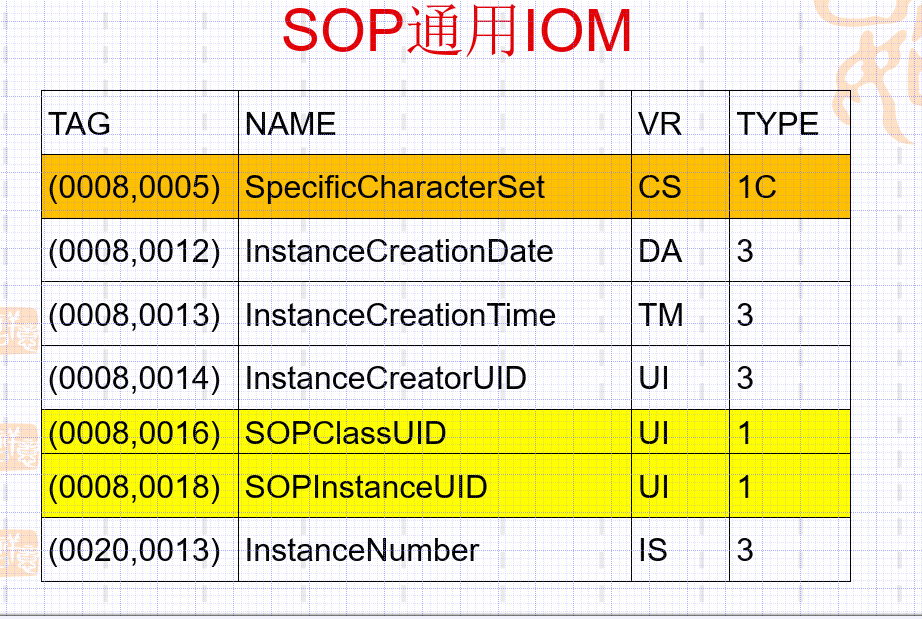 SOP通用IOM
TAG NAME VR TYPE
(0008,0005) SpecificCharacterSet CS 1C
(0008,0012) InstanceCreationDate DA 3
(0008,0013) InstanceCreationTime TM 3
(0008,0014) InstanceCreatorUID UI 3
(0008,0016) SOPClassUID UI 1
(0008,0018) SOPInstanceUID UI 1
(0020,0013) InstanceNumber IS 3